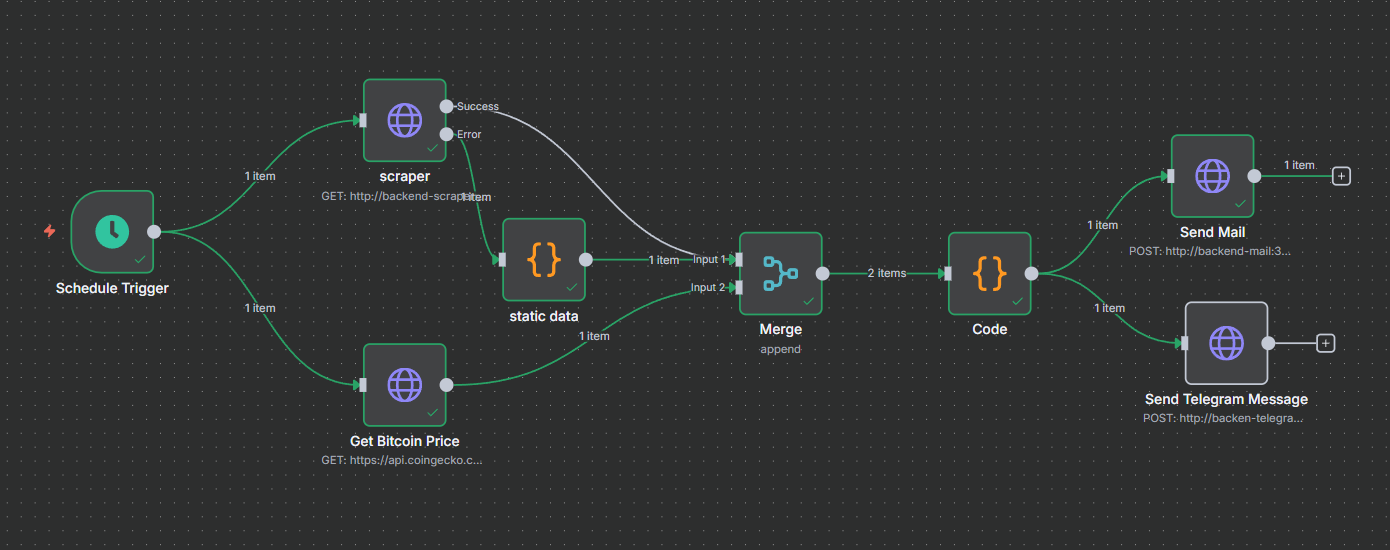 Success
Error
scraper
GET: http://backend-scrape
1 item
1 item
Schedule Trigger
1 item
static data
1 item
Input 1
Input 2
1 item
Get Bitcoin Price
GET: https://api.coingecko.c...
Merge
append
2 items
Code
1 item
1 item
Send Mail
POST: http://backend-mail:3...
1 item
Send Telegram Message
POST: http://backen-telegra...